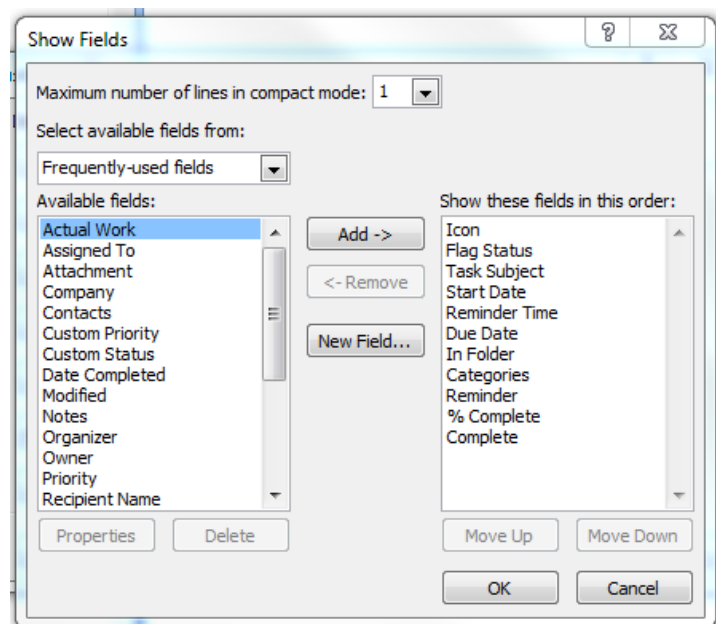 Show Fields
Maximum number of lines in compact mode: 1
Select available fields from:
Frequently-used fields
Available fields:
Actual Work
Assigned To
Attachment
Company
Contacts
Custom Priority
Custom Status
Date Completed
Modified
Notes
Organizer
Owner
Priority
Recipient Name
Properties
Delete
Add ->
<- Remove
New Field...
Show these fields in this order:
Icon
Flag Status
Task Subject
Start Date
Reminder Time
Due Date
In Folder
Categories
Reminder
% Complete
Complete
Move Up
Move Down
OK
Cancel